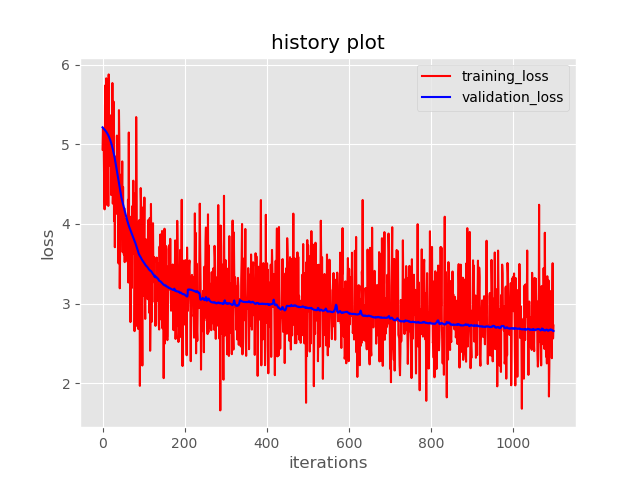 history plot
training_loss
validation_loss
6
5
4
3
2
loss
0 200 400 600 800 1000
iterations